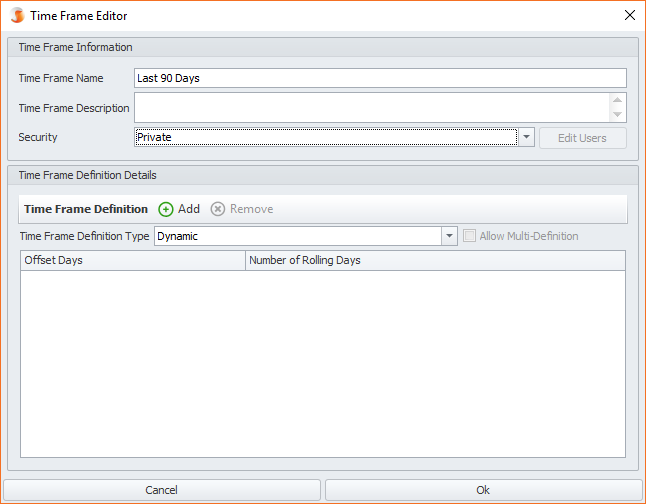 Time Frame Editor
Time Frame Information
Time Frame Name Last 90 Days
Time Frame Description
Security Private Edit Users
Time Frame Definition Details
Time Frame Definition Add Remove
Time Frame Definition Type Dynamic Allow Multi-Definition
Offset Days Number of Rolling Days
Cancel Ok